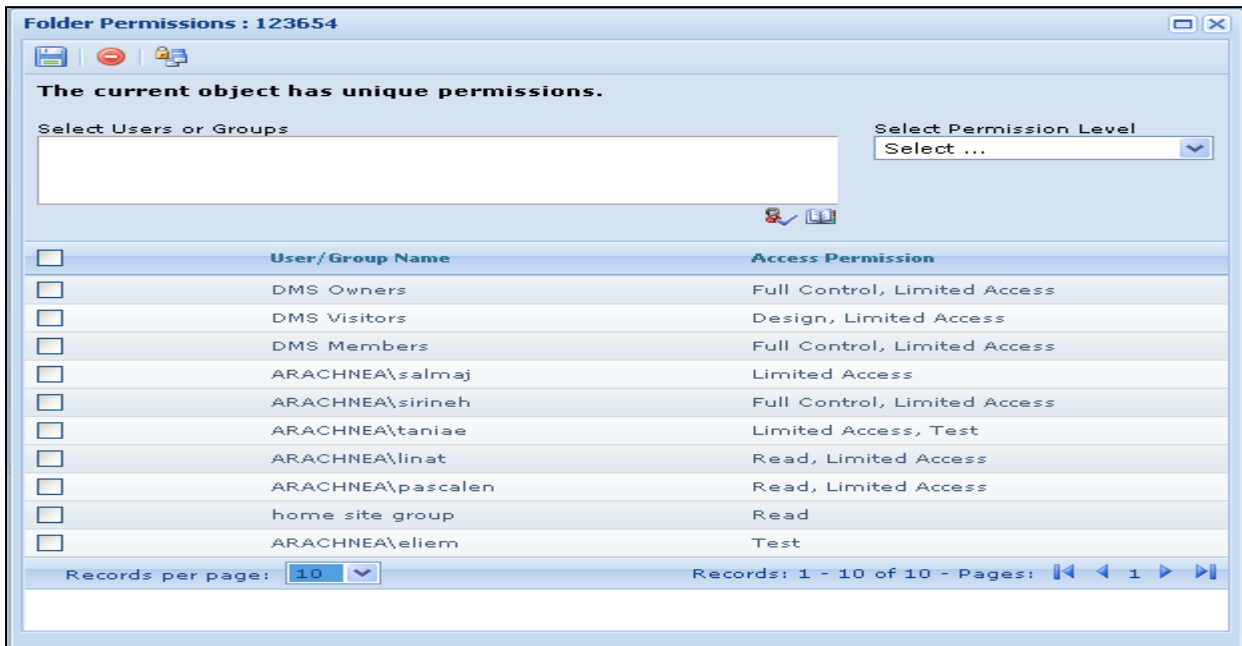 Folder Permissions : 123654
The current object has unique permissions.
Select Users or Groups
Select Permission Level
Select ...
User/Group Name Access Permission
DMS Owners Full Control, Limited Access
DMS Visitors Design, Limited Access
DMS Members Full Control, Limited Access
ARACHNEA\salmaj Limited Access
ARACHNEA\sirineh Full Control, Limited Access
ARACHNEA\taniae Limited Access, Test
ARACHNEA\linat Read, Limited Access
ARACHNEA\pascalen Read, Limited Access
home site group Read
ARACHNEA\eliem Test
Records per page: 10 Records: 1 - 10 of 10 - Pages: 1